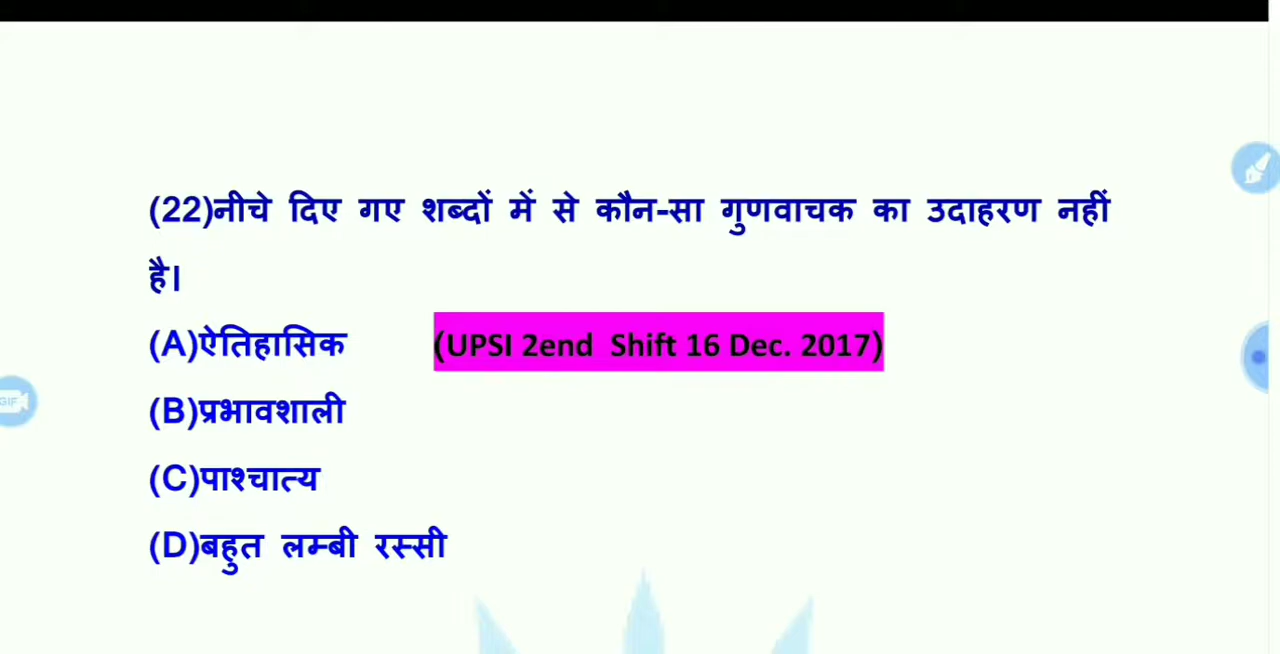 (22)नीचे दिए गए शब्दों में से कौन-सा गुणवाचक का उदाहरण नहीं
है।
(A)ऐतिहासिक (UPSI 2end Shift 16 Dec. 2017)
(B)प्रभावशाली
(C)पाश्चात्य
(D)बहुत लम्बी रस्सी
GIF